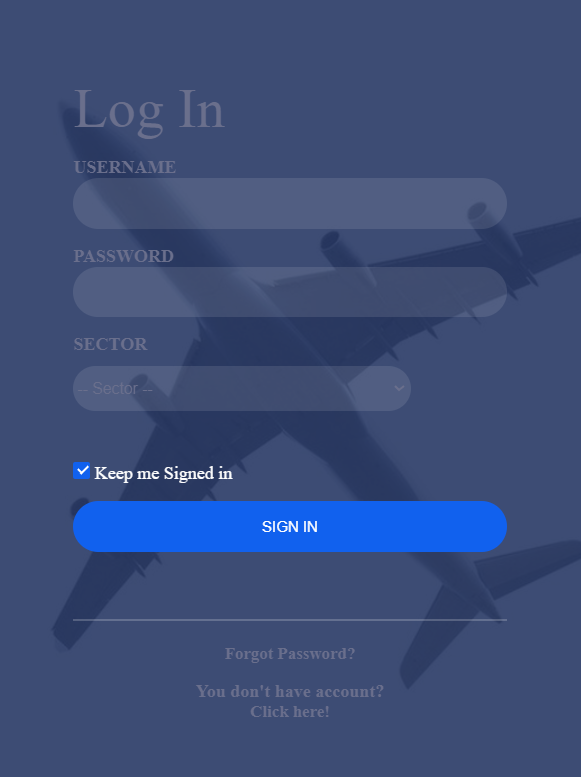 Log In
USERNAME
PASSWORD
SECTOR
-- Sector --
Keep me Signed in
SIGN IN
Forgot Password?
You don't have account?
Click here!